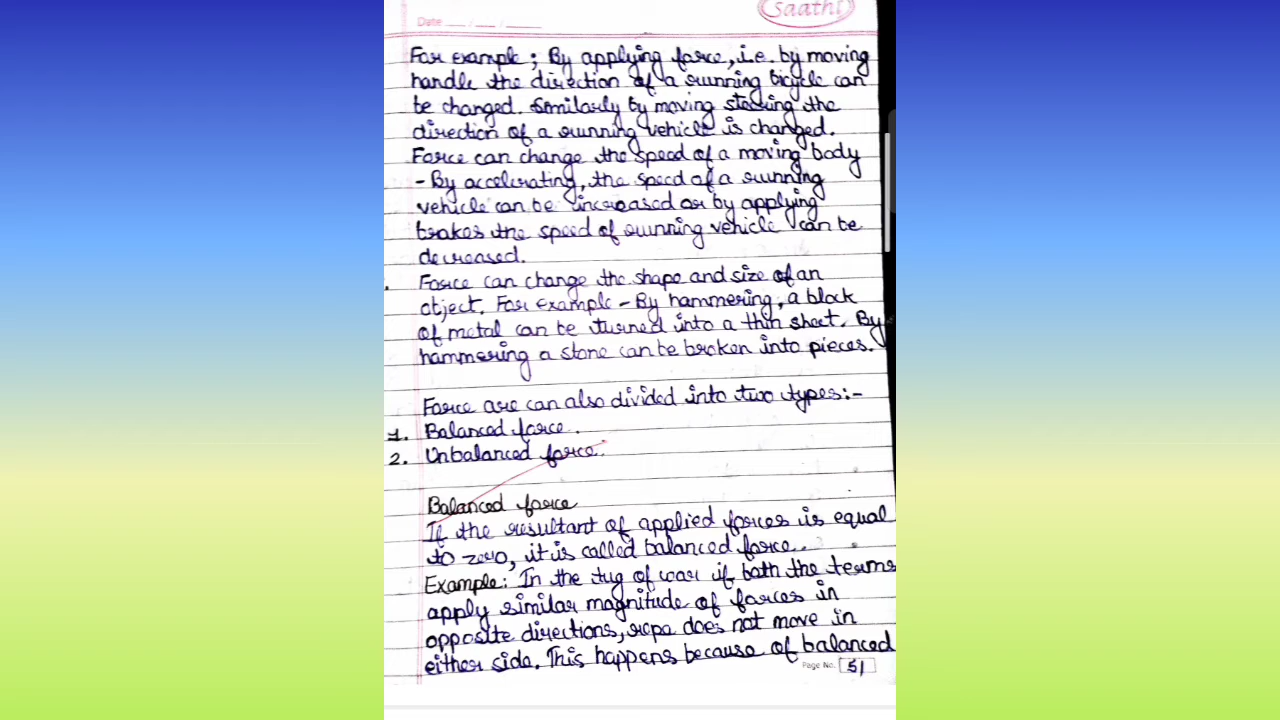 Saathi
Date ___ / ___ / ______
For example ; By applying force, i.e. by moving
handle the direction of a running bicycle can
be changed. Similarly by moving steering the
direction of a running vehicle is changed.
Force can change the speed of a moving body
- By accelerating, the speed of a running
vehicle can be increased or by applying
brakes the speed of running vehicle can be
decreased.
. Force can change the shape and size of an
object. For example - By hammering, a block
of metal can be turned into a thin sheet. By
hammering a stone can be broken into pieces.
Force are can also divided into two types:-
1. Balanced force.
2. Unbalanced force.
Balanced force
If the resultant of applied forces is equal
to zero, it is called balanced force.
Example: In the tug of war if both the terms
apply similar magnitude of forces in
opposite directions, rope does not move in
either side. This happens because of balanced
Page No. 51